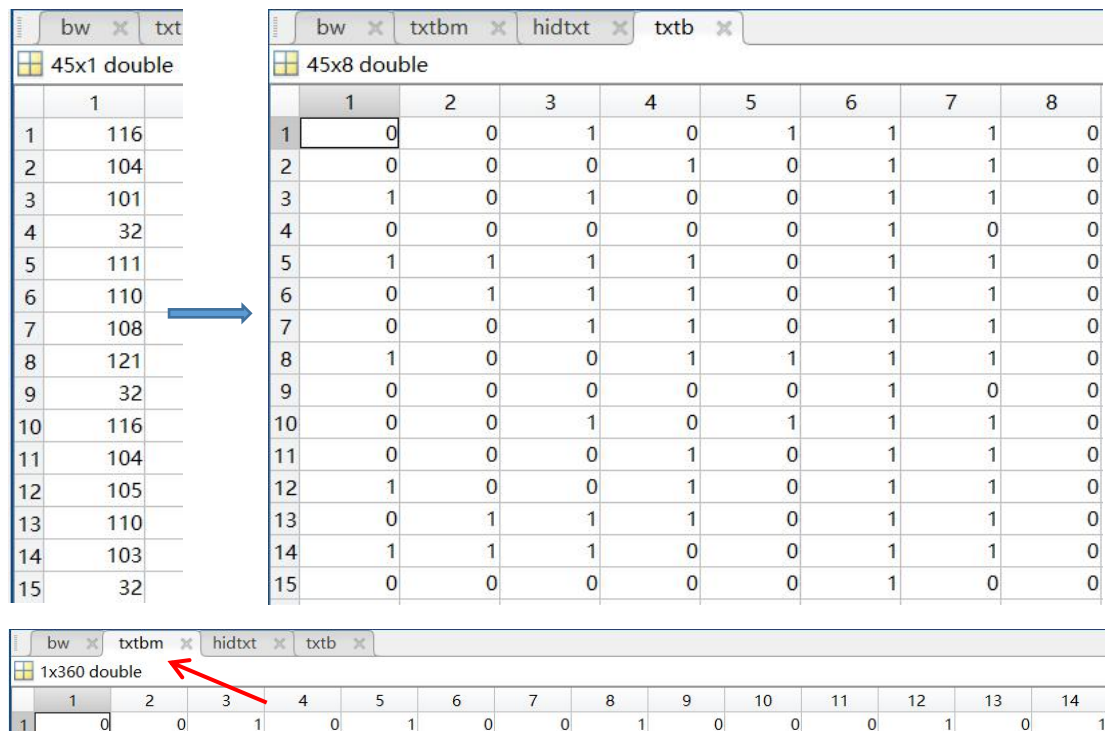 bw txt
45x1 double
1
1 116
2 104
3 101
4 32
5 111
6 110
7 108
8 121
9 32
10 116
11 104
12 105
13 110
14 103
15 32
bw txtbm hidtxt txtb
45x8 double
1 2 3 4 5 6 7 8
1 0 0 1 0 1 1 1 0
2 0 0 0 1 0 1 1 0
3 1 0 1 0 0 1 1 0
4 0 0 0 0 0 1 0 0
5 1 1 1 1 0 1 1 0
6 0 1 1 1 0 1 1 0
7 0 0 1 1 0 1 1 0
8 1 0 0 1 1 1 1 0
9 0 0 0 0 0 1 0 0
10 0 0 1 0 1 1 1 0
11 0 0 0 1 0 1 1 0
12 1 0 0 1 0 1 1 0
13 0 1 1 1 0 1 1 0
14 1 1 1 0 0 1 1 0
15 0 0 0 0 0 1 0 0
bw txtbm hidtxt txtb
1x360 double
1 2 3 4 5 6 7 8 9 10 11 12 13 14
1 0 0 1 0 1 0 0 1 0 0 0 1 0 1